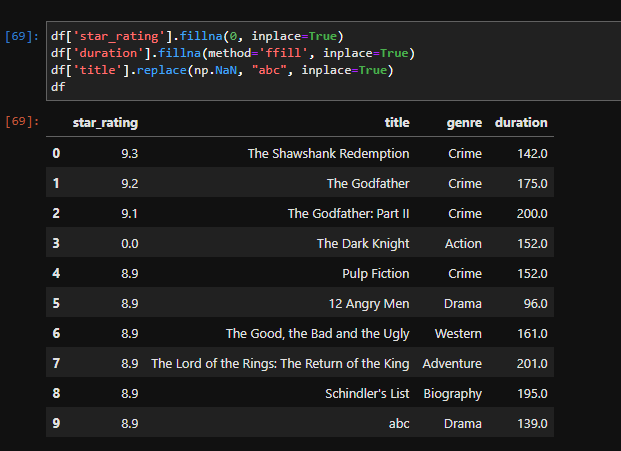 [69]: df['star_rating'].fillna(0, inplace=True)
df['duration'].fillna(method='ffill', inplace=True)
df['title'].replace(np.NaN, "abc", inplace=True)
df
[69]: star_rating title genre duration
0 9.3 The Shawshank Redemption Crime 142.0
1 9.2 The Godfather Crime 175.0
2 9.1 The Godfather: Part II Crime 200.0
3 0.0 The Dark Knight Action 152.0
4 8.9 Pulp Fiction Crime 152.0
5 8.9 12 Angry Men Drama 96.0
6 8.9 The Good, the Bad and the Ugly Western 161.0
7 8.9 The Lord of the Rings: The Return of the King Adventure 201.0
8 8.9 Schindler's List Biography 195.0
9 8.9 abc Drama 139.0